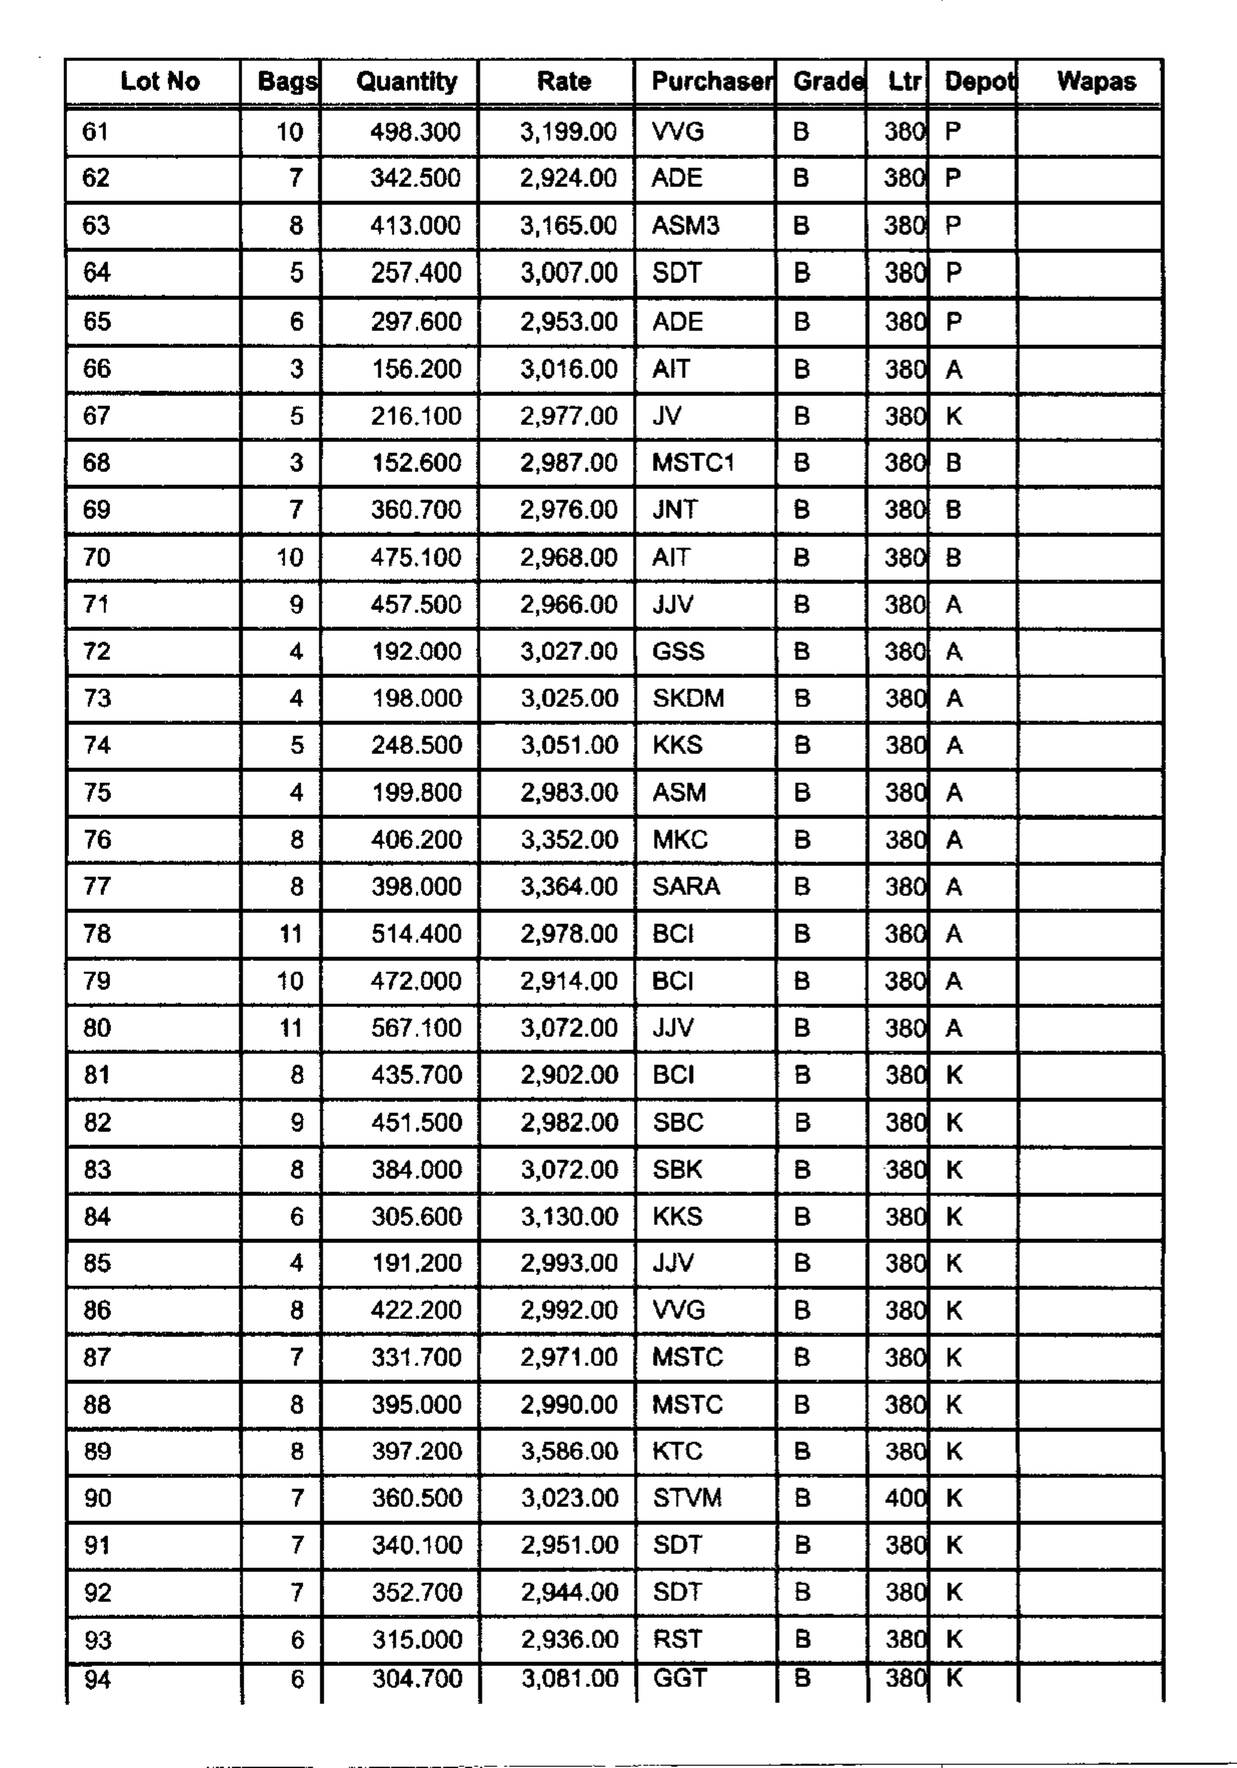 Lot No Bags Quantity Rate Purchaser Grade Ltr Depot Wapas
61 10 498.300 3,199.00 VVG B 380 P
62 7 342.500 2,924.00 ADE B 380 P
63 8 413.000 3,165.00 ASM3 B 380 P
64 5 257.400 3,007.00 SDT B 380 P
65 6 297.600 2,953.00 ADE B 380 P
66 3 156.200 3,016.00 AIT B 380 A
67 5 216.100 2,977.00 JV B 380 K
68 3 152.600 2,987.00 MSTC1 B 380 B
69 7 360.700 2,976.00 JNT B 380 B
70 10 475.100 2,968.00 AIT B 380 B
71 9 457.500 2,966.00 JJV B 380 A
72 4 192.000 3,027.00 GSS B 380 A
73 4 198.000 3,025.00 SKDM B 380 A
74 5 248.500 3,051.00 KKS B 380 A
75 4 199.800 2,983.00 ASM B 380 A
76 8 406.200 3,352.00 MKC B 380 A
77 8 398.000 3,364.00 SARA B 380 A
78 11 514.400 2,978.00 BCI B 380 A
79 10 472.000 2,914.00 BCI B 380 A
80 11 567.100 3,072.00 JJV B 380 A
81 8 435.700 2,902.00 BCI B 380 K
82 9 451.500 2,982.00 SBC B 380 K
83 8 384.000 3,072.00 SBK B 380 K
84 6 305.600 3,130.00 KKS B 380 K
85 4 191.200 2,993.00 JJV B 380 K
86 8 422.200 2,992.00 VVG B 380 K
87 7 331.700 2,971.00 MSTC B 380 K
88 8 395.000 2,990.00 MSTC B 380 K
89 8 397.200 3,586.00 KTC B 380 K
90 7 360.500 3,023.00 STVM B 400 K
91 7 340.100 2,951.00 SDT B 380 K
92 7 352.700 2,944.00 SDT B 380 K
93 6 315.000 2,936.00 RST B 380 K
94 6 304.700 3,081.00 GGT B 380 K